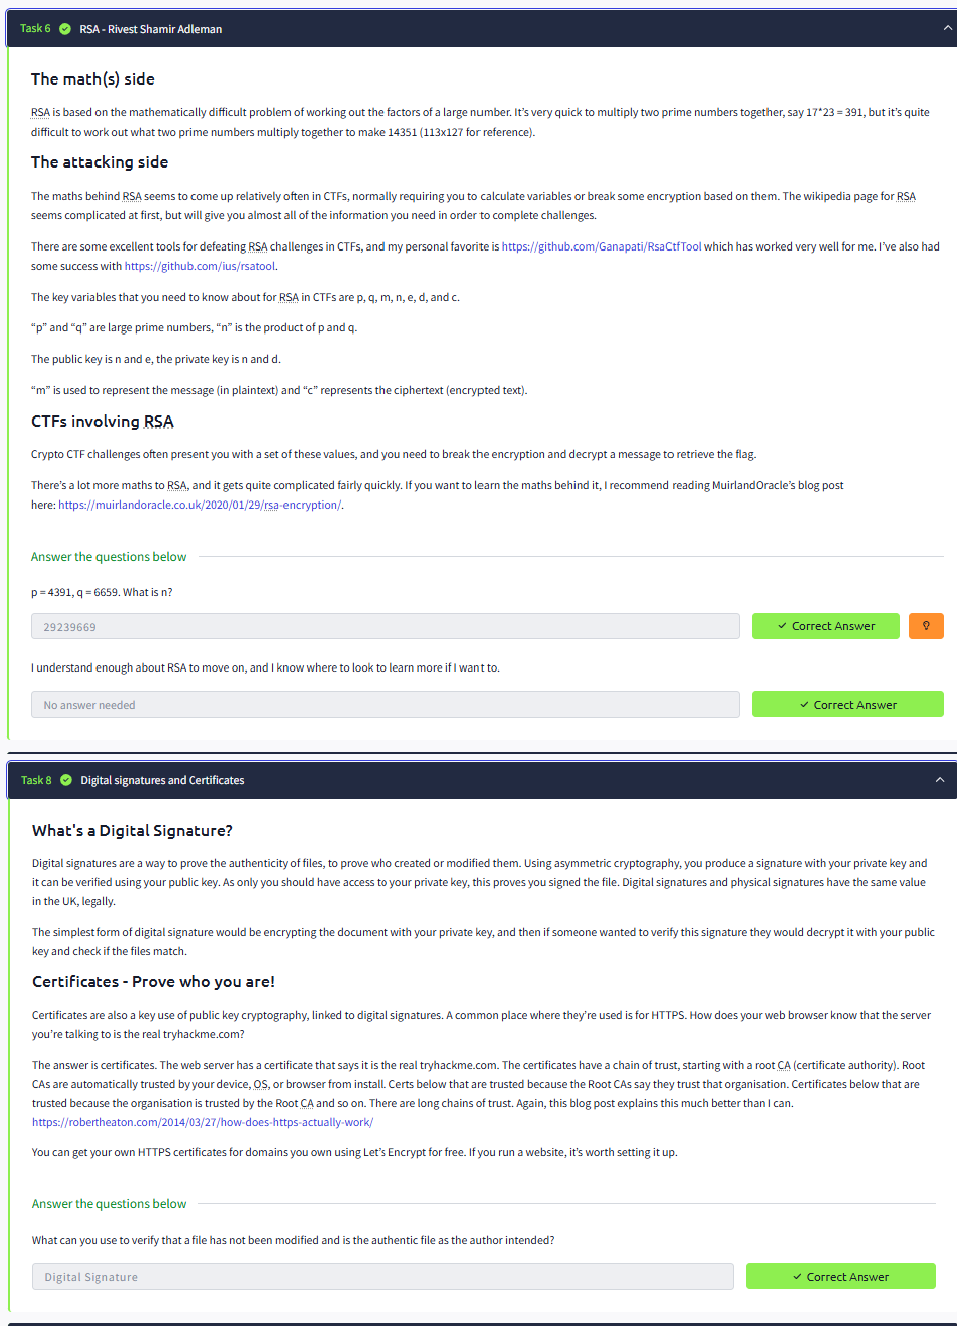 Task 6 RSA - Rivest Shamir Adleman
The math(s) side
RSA is based on the mathematically difficult problem of working out the factors of a large number. It's very quick to multiply two prime numbers together, say 17*23 = 391, but it's quite
difficult to work out what two prime numbers multiply together to make 14351 (113x127 for reference).
The attacking side
The maths behind RSA seems to come up relatively often in CTFs, normally requiring you to calculate variables or break some encryption based on them. The wikipedia page for RSA
seems complicated at first, but will give you almost all of the information you need in order to complete challenges.
There are some excellent tools for defeating RSA challenges in CTFs, and my personal favorite is https://github.com/Ganapati/RsaCtfTool which has worked very well for me. I've also had
some success with https://github.com/ius/rsatool.
The key variables that you need to know about for RSA in CTFs are p, q, m, n, e, d, and c.
“p” and “q” are large prime numbers, “n” is the product of p and q.
The public key is n and e, the private key is n and d.
“m” is used to represent the message (in plaintext) and “c” represents the ciphertext (encrypted text).
CTFs involving RSA
Crypto CTF challenges often present you with a set of these values, and you need to break the encryption and decrypt a message to retrieve the flag.
There's a lot more maths to RSA, and it gets quite complicated fairly quickly. If you want to learn the maths behind it, I recommend reading MuirlandOracle's blog post
here: https://muirlandoracle.co.uk/2020/01/29/rsa-encryption/.
Answer the questions below
p = 4391, q = 6659. What is n?
29239669 Correct Answer
I understand enough about RSA to move on, and I know where to look to learn more if I want to.
No answer needed Correct Answer
Task 8 Digital signatures and Certificates
What's a Digital Signature?
Digital signatures are a way to prove the authenticity of files, to prove who created or modified them. Using asymmetric cryptography, you produce a signature with your private key and
it can be verified using your public key. As only you should have access to your private key, this proves you signed the file. Digital signatures and physical signatures have the same value
in the UK, legally.
The simplest form of digital signature would be encrypting the document with your private key, and then if someone wanted to verify this signature they would decrypt it with your public
key and check if the files match.
Certificates - Prove who you are!
Certificates are also a key use of public key cryptography, linked to digital signatures. A common place where they're used is for HTTPS. How does your web browser know that the server
you're talking to is the real tryhackme.com?
The answer is certificates. The web server has a certificate that says it is the real tryhackme.com. The certificates have a chain of trust, starting with a root CA (certificate authority). Root
CAs are automatically trusted by your device, OS, or browser from install. Certs below that are trusted because the Root CAs say they trust that organisation. Certificates below that are
trusted because the organisation is trusted by the Root CA and so on. There are long chains of trust. Again, this blog post explains this much better than I can.
https://robertheaton.com/2014/03/27/how-does-https-actually-work/
You can get your own HTTPS certificates for domains you own using Let's Encrypt for free. If you run a website, it's worth setting it up.
Answer the questions below
What can you use to verify that a file has not been modified and is the authentic file as the author intended?
Digital Signature Correct Answer